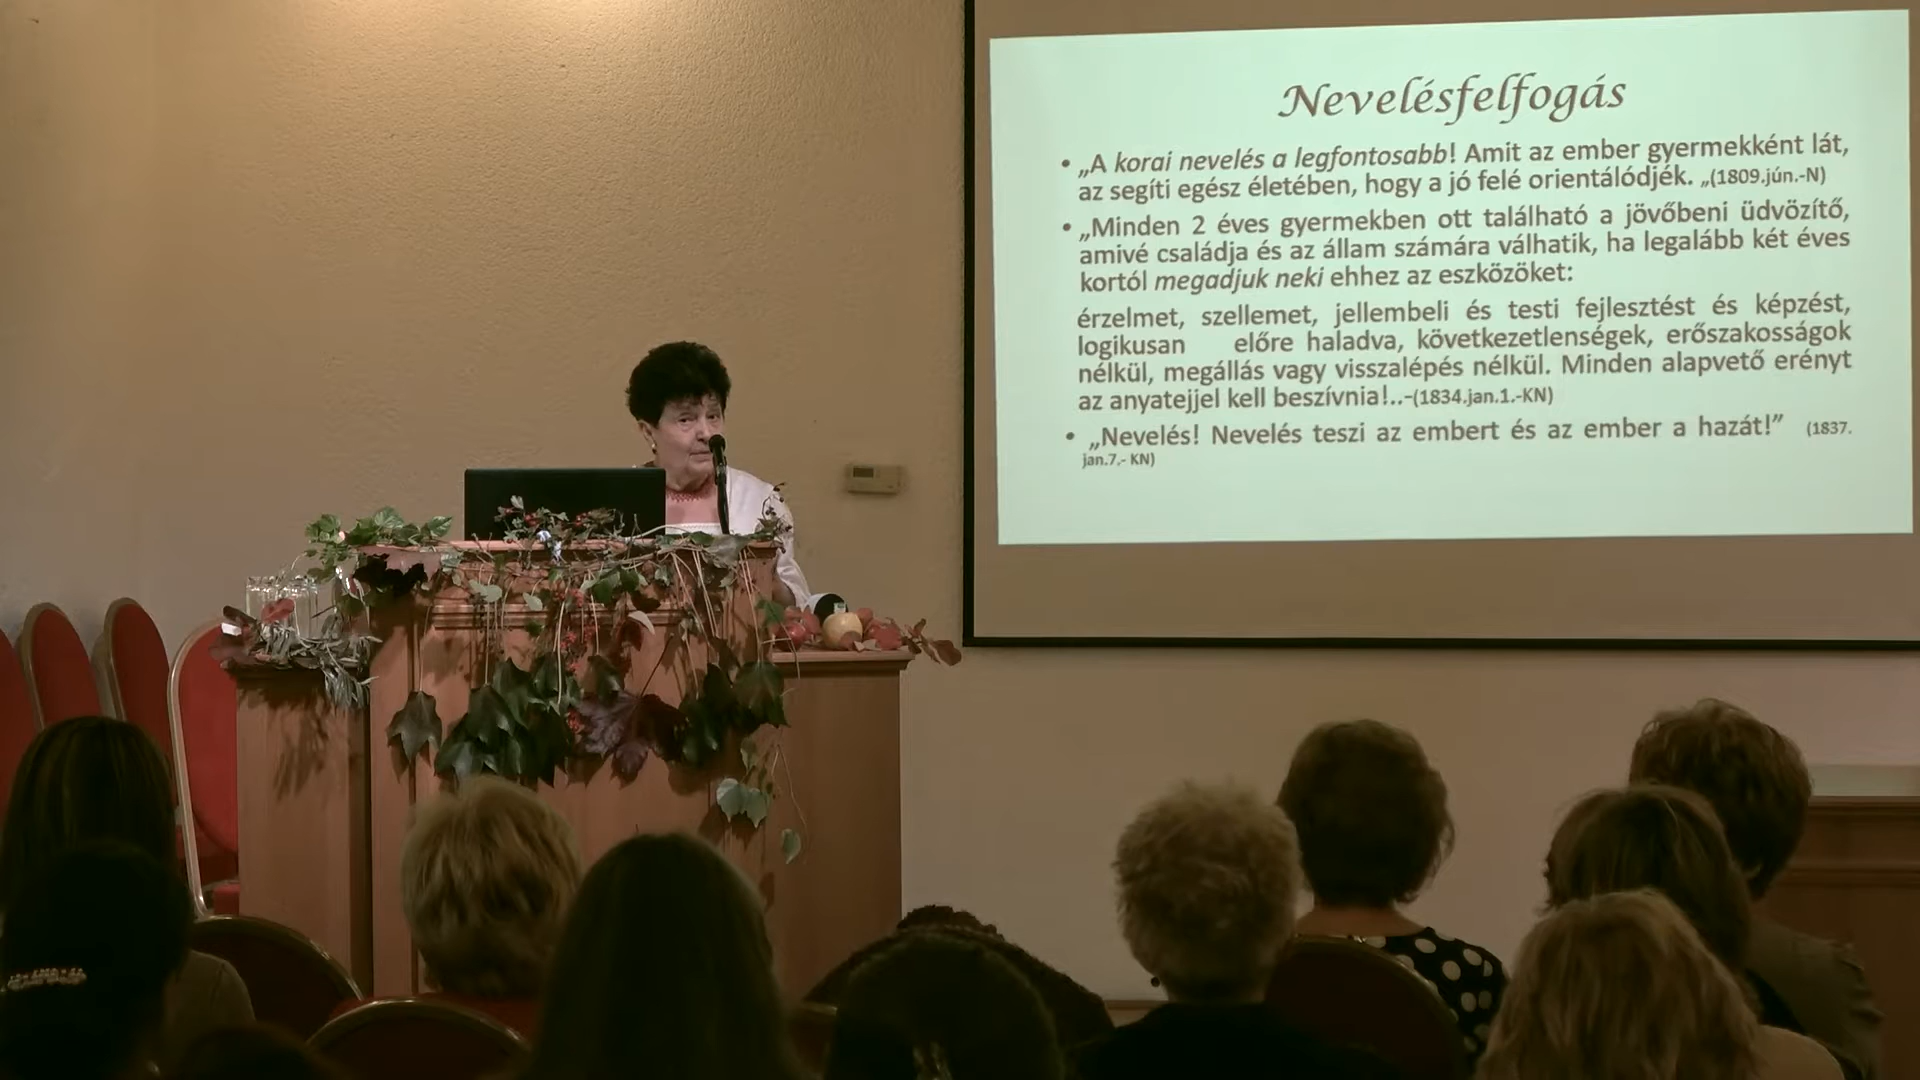 Nevelésfelfogás
• „A korai nevelés a legfontosabb! Amit az ember gyermekként lát,
az segíti egész életében, hogy a jó felé orientálódjék. „(1809.jún.-N)
• „Minden 2 éves gyermekben ott található a jövőbeni üdvözítő,
amivé családja és az állam számára válhatik, ha legalább két éves
kortól megadjuk neki ehhez az eszközöket:
érzelmet, szellemet, jellembeli és testi fejlesztést és képzést,
logikusan előre haladva, következetlenségek, erőszakosságok
nélkül, megállás vagy visszalépés nélkül. Minden alapvető erényt
az anyatejjel kell beszívnia!..-(1834.jan.1.-KN)
• „Nevelés! Nevelés teszi az embert és az ember a hazát!” (1837.
jan.7.- KN)